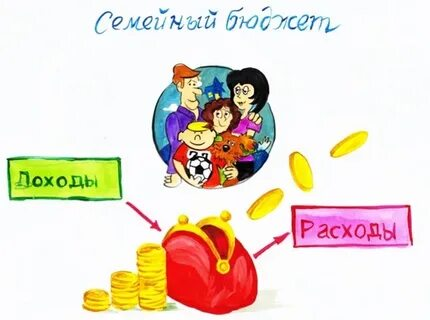 Семейный бюджет
Доходы
Расходы